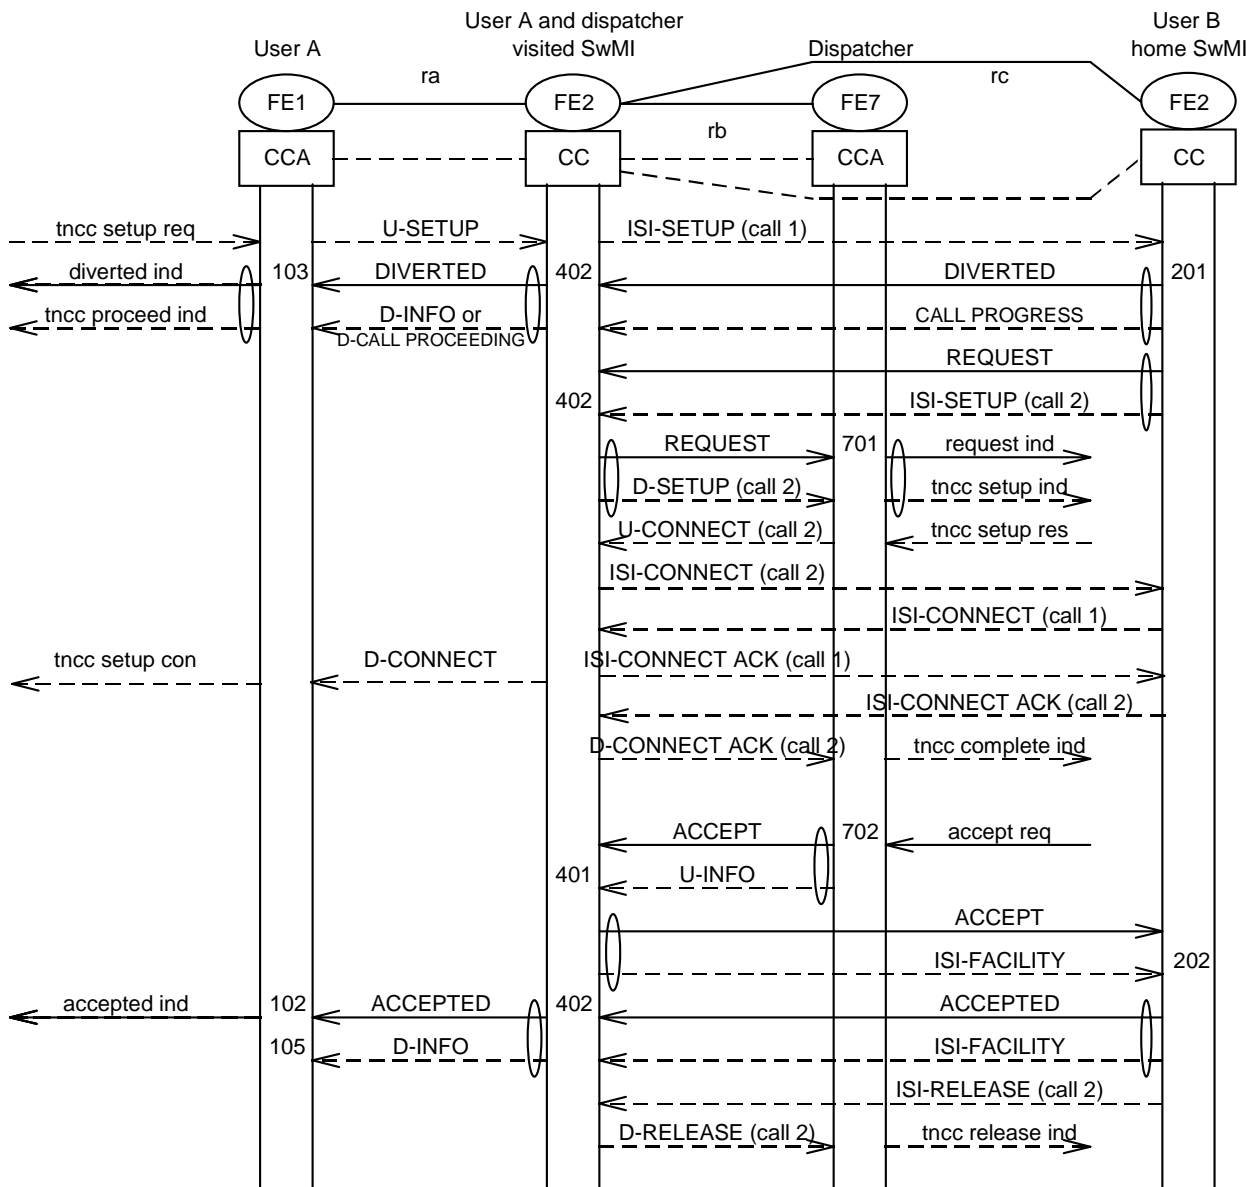 User A and dispatcher
User B
User A
visited SwMI
Dispatcher
home SwMI
ra
rc
FE1
FE2
FE7
FE2
rb
CCA
CC
CCA
CC
tncc setup req
U-SETUP
ISI-SETUP (call 1)
diverted ind
103
DIVERTED
402
DIVERTED
201
tncc proceed ind
D-INFO or
D-CALL PROCEEDING
CALL PROGRESS
REQUEST
402
ISI-SETUP (call 2)
REQUEST
701
request ind
D-SETUP (call 2)
tncc setup ind
U-CONNECT (call 2)
tncc setup res
ISI-CONNECT (call 2)
ISI-CONNECT (call 1)
tncc setup con
D-CONNECT
ISI-CONNECT ACK (call 1)
ISI-CONNECT ACK (call 2)
D-CONNECT ACK (call 2)
tncc complete ind
ACCEPT
702
accept req
401
U-INFO
ACCEPT
ISI-FACILITY
202
accepted ind
102
ACCEPTED
402
ACCEPTED
105
D-INFO
ISI-FACILITY
ISI-RELEASE (call 2)
D-RELEASE (call 2)
tncc release ind